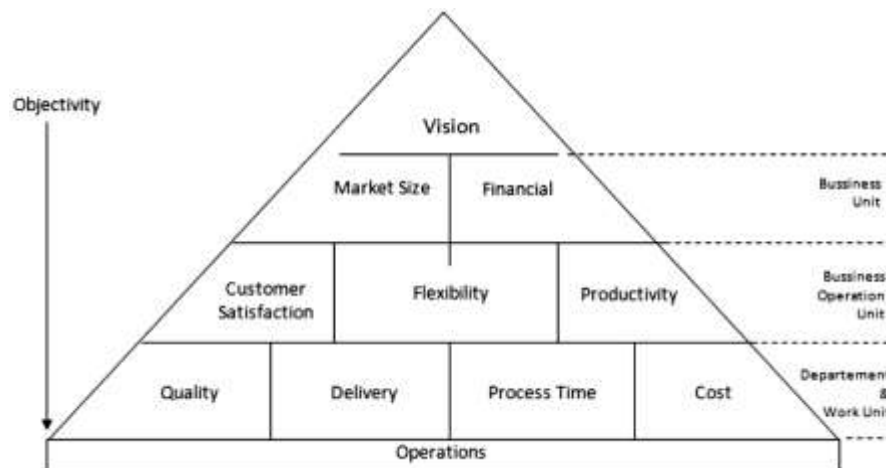 Objectivity
Vision
Market Size
Financial
Bussiness
Unit
Customer
Satisfaction
Flexibility
Productivity
Bussiness
Operation
Unit
Quality
Delivery
Process Time
Cost
Departement
&
Work Unit
Operations